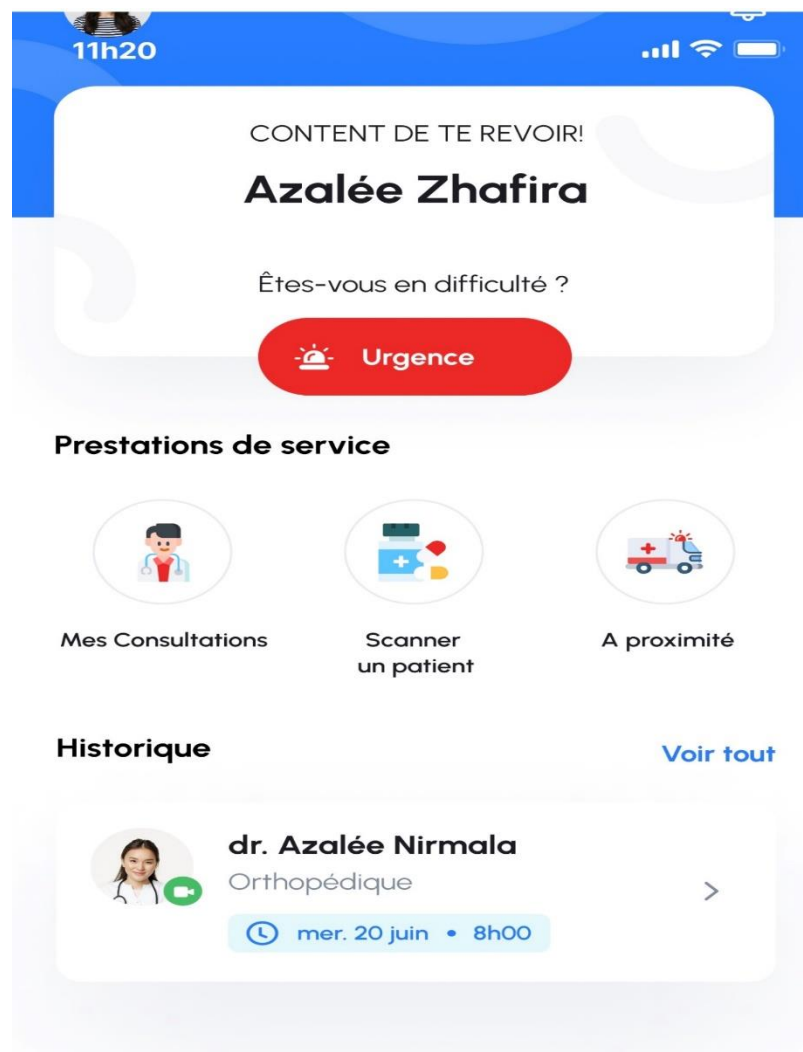 11h20
CONTENT DE TE REVOIR!
Azalée Zhafira
Êtes-vous en difficulté ?
Urgence
Prestations de service
Mes Consultations
Scanner
un patient
A proximité
Historique
Voir tout
dr. Azalée Nirmala
Orthopédique
mer. 20 juin • 8h00